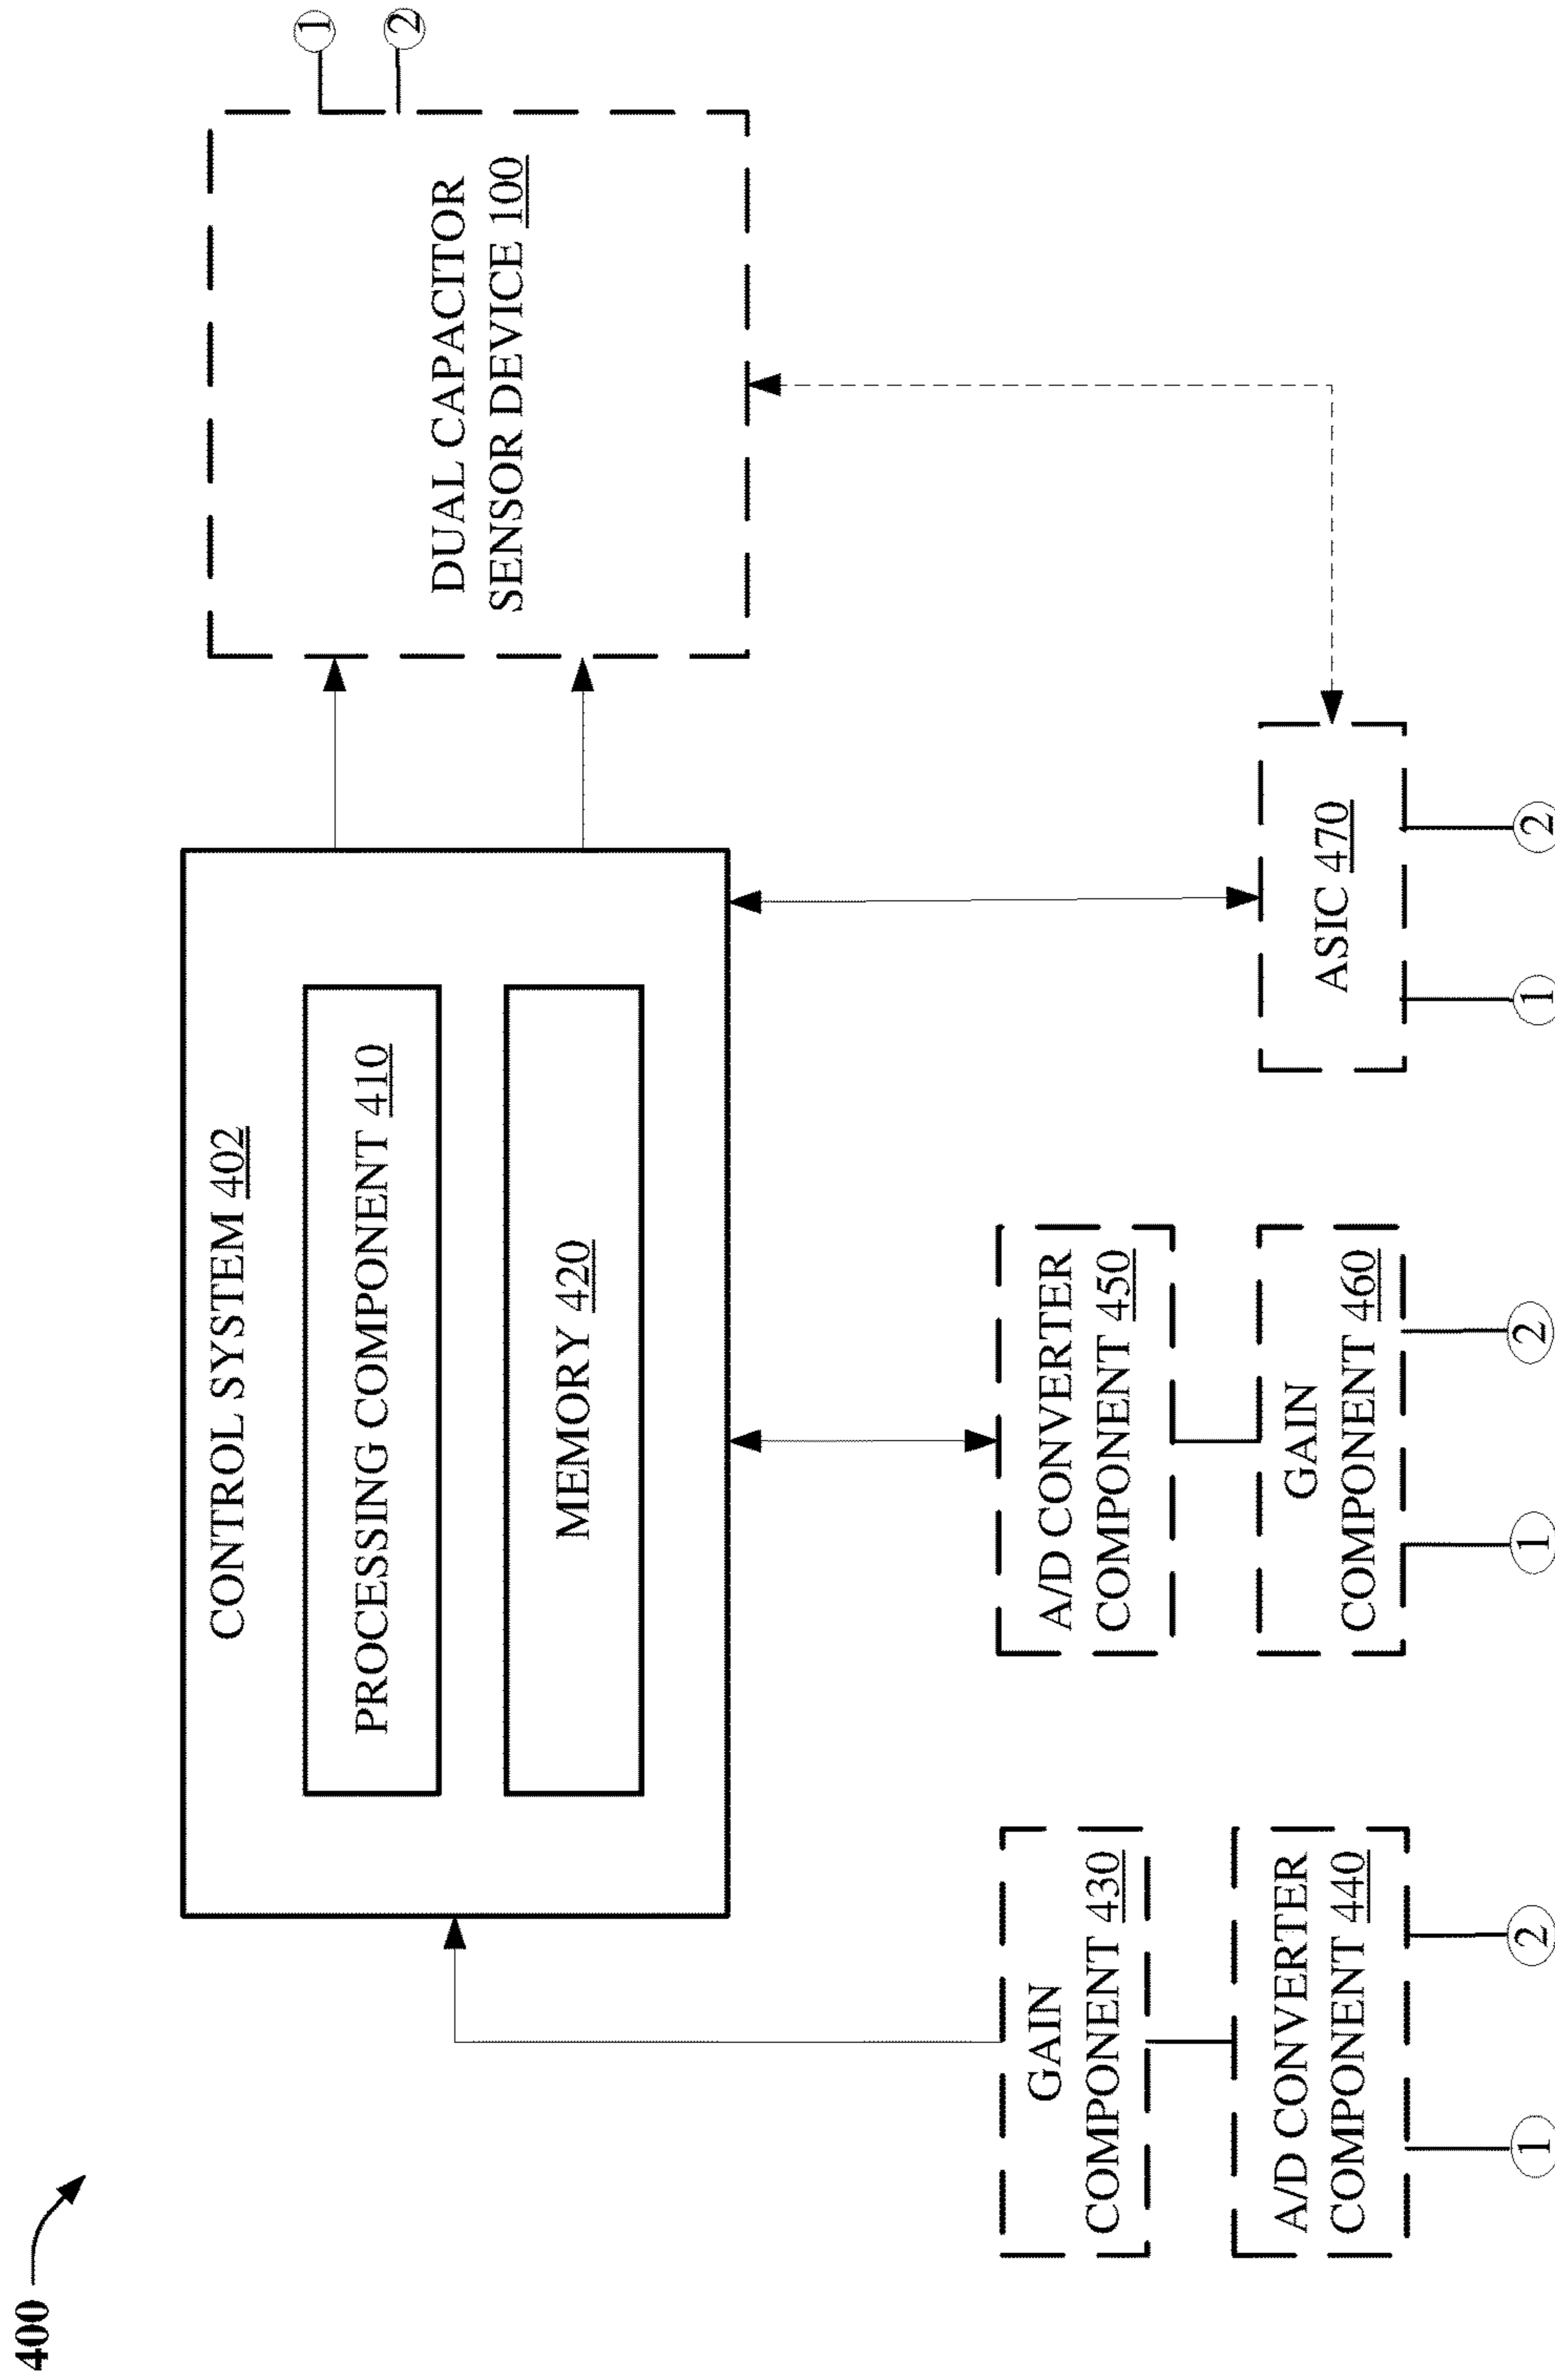 400
CONTROL SYSTEM 402
PROCESSING COMPONENT 410
MEMORY 420
DUAL CAPACITOR
SENSOR DEVICE 100
1
2
GAIN
COMPONENT 430
A/D CONVERTER
COMPONENT 440
1
2
A/D CONVERTER
COMPONENT 450
GAIN
COMPONENT 460
1
2
ASIC 470
1
2